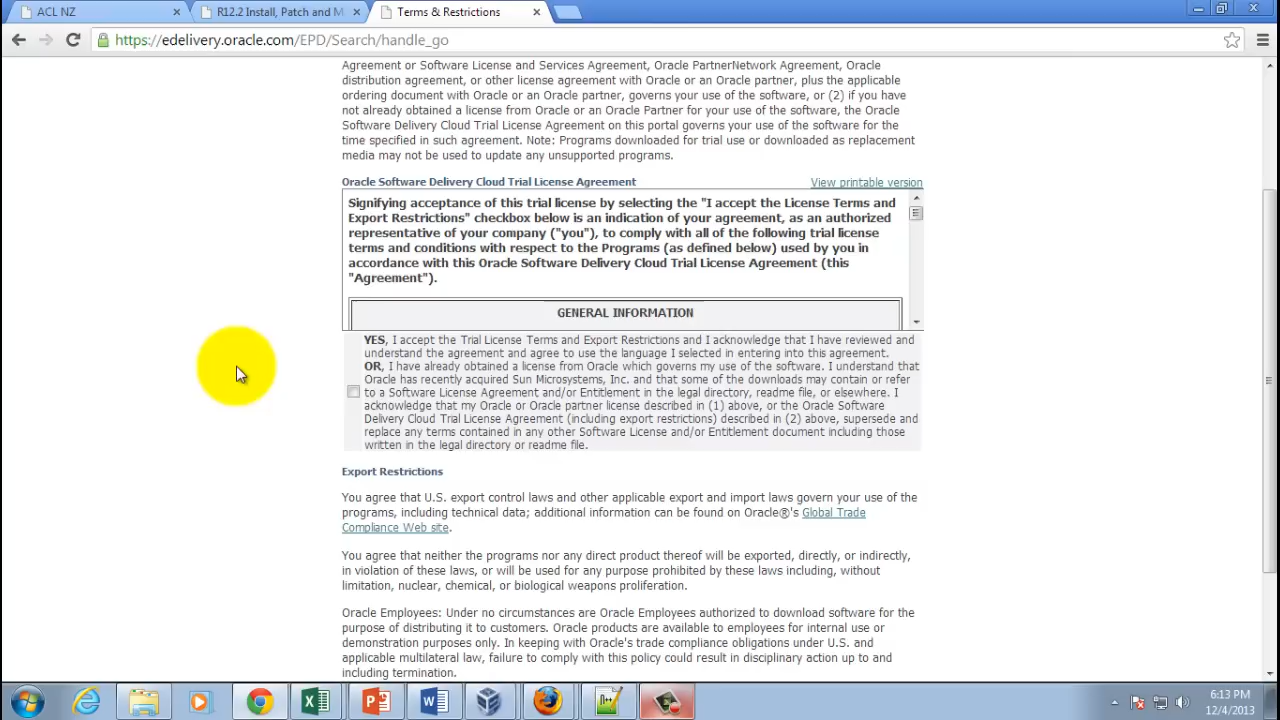 ACL NZ
R12.2 Install, Patch and M
Terms & Restrictions
https://edelivery.oracle.com/EPD/Search/handle_go
Agreement or Software License and Services Agreement, Oracle PartnerNetwork Agreement, Oracle
distribution agreement, or other license agreement with Oracle or an Oracle partner, plus the applicable
ordering document with Oracle or an Oracle partner, governs your use of the software, or (2) if you have
not already obtained a license from Oracle or an Oracle Partner for your use of the software, the Oracle
Software Delivery Cloud Trial License Agreement on this portal governs your use of the software for the
time specified in such agreement. Note: Programs downloaded for trial use or downloaded as replacement
media may not be used to update any unsupported programs.
Oracle Software Delivery Cloud Trial License Agreement
View printable version
Signifying acceptance of this trial license by selecting the "I accept the License Terms and
Export Restrictions" checkbox below is an indication of your agreement, as an authorized
representative of your company ("you"), to comply with all of the following trial license
terms and conditions with respect to the Programs (as defined below) used by you in
accordance with this Oracle Software Delivery Cloud Trial License Agreement (this
"Agreement").
GENERAL INFORMATION
YES, I accept the Trial License Terms and Export Restrictions and I acknowledge that I have reviewed and
understand the agreement and agree to use the language I selected in entering into this agreement.
OR, I have already obtained a license from Oracle which governs my use of the software. I understand that
Oracle has recently acquired Sun Microsystems, Inc. and that some of the downloads may contain or refer
to a Software License Agreement and/or Entitlement in the legal directory, readme file, or elsewhere. I
acknowledge that my Oracle or Oracle partner license described in (1) above, or the Oracle Software
Delivery Cloud Trial License Agreement (including export restrictions) described in (2) above, supersede and
replace any terms contained in any other Software License and/or Entitlement document including those
written in the legal directory or readme file.
Export Restrictions
You agree that U.S. export control laws and other applicable export and import laws govern your use of the
programs, including technical data; additional information can be found on Oracle®'s Global Trade
Compliance Web site.
You agree that neither the programs nor any direct product thereof will be exported, directly, or indirectly,
in violation of these laws, or will be used for any purpose prohibited by these laws including, without
limitation, nuclear, chemical, or biological weapons proliferation.
Oracle Employees: Under no circumstances are Oracle Employees authorized to download software for the
purpose of distributing it to customers. Oracle products are available to employees for internal use or
demonstration purposes only. In keeping with Oracle's trade compliance obligations under U.S. and
applicable multilateral law, failure to comply with this policy could result in disciplinary action up to and
including termination.
6:13 PM
12/4/2013